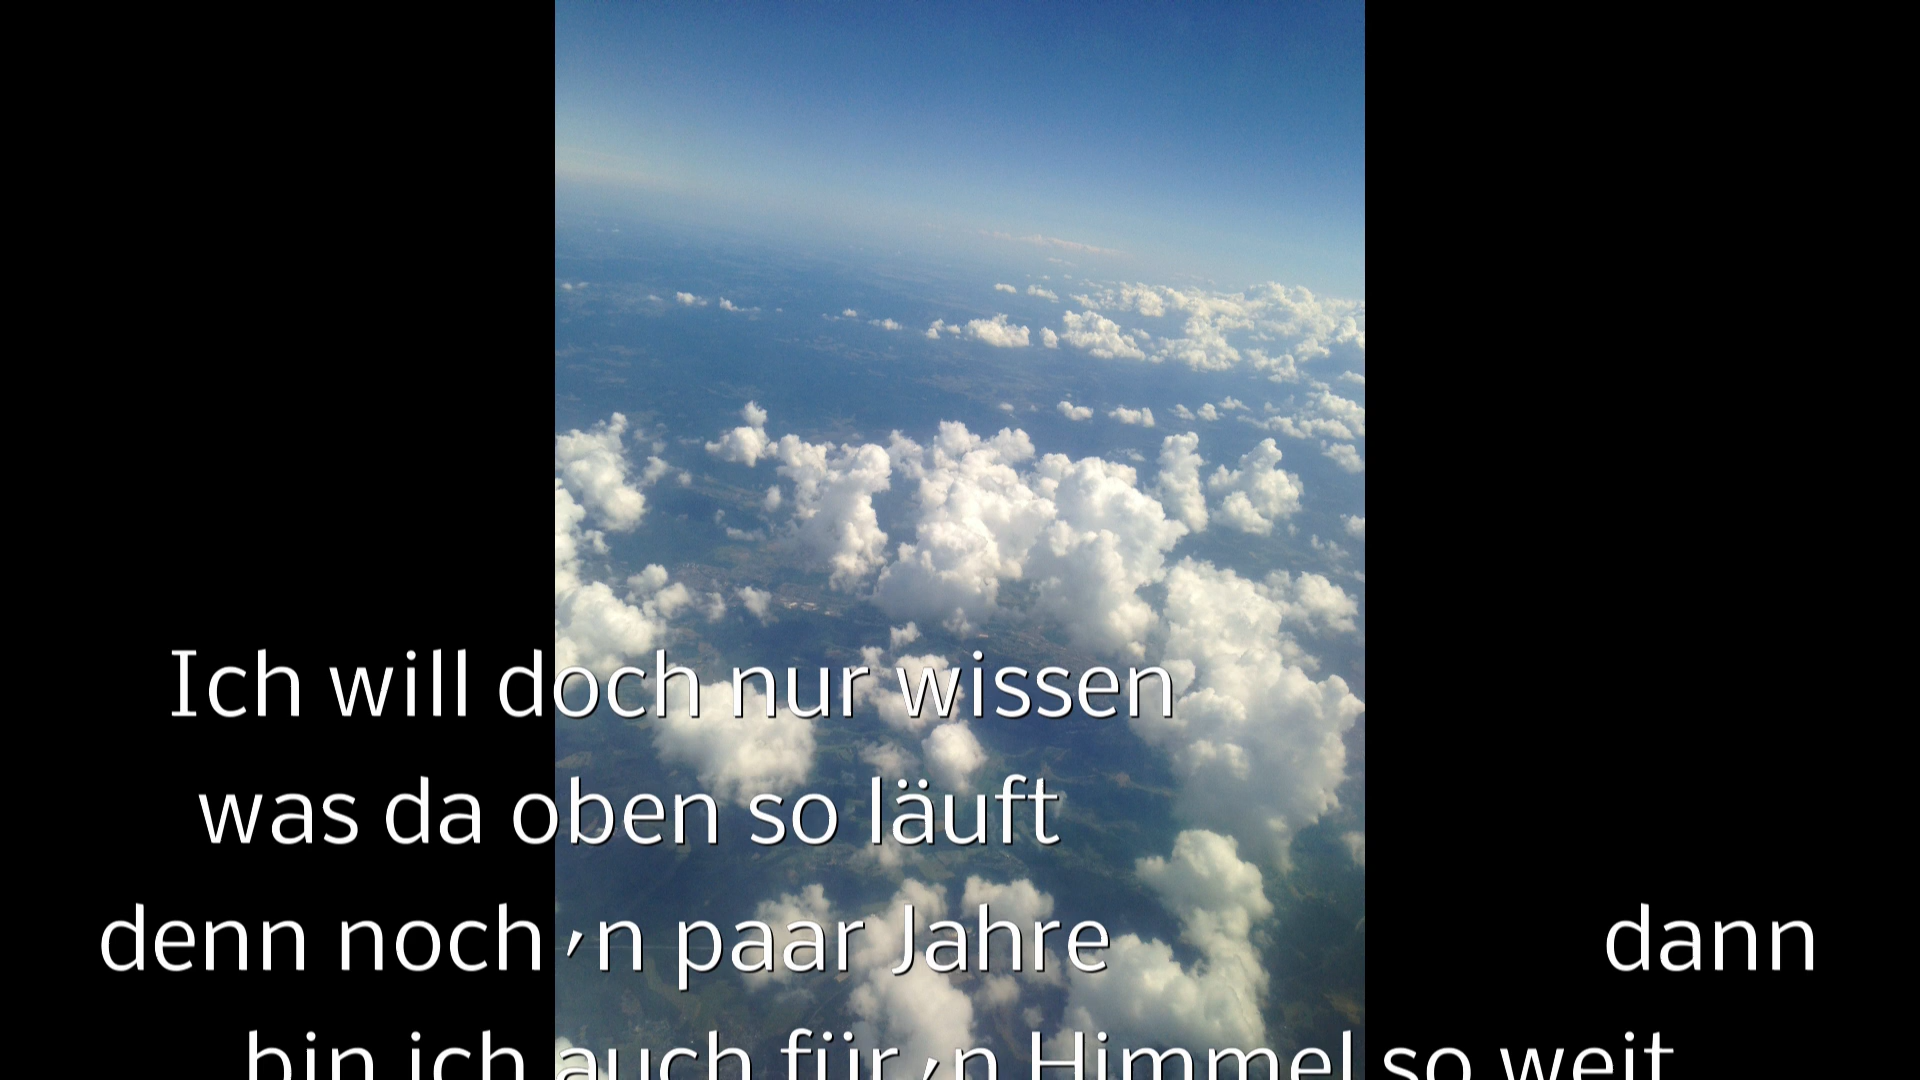 Ich will doch nur wissen
was da oben so läuft
denn noch ′n paar Jahre dann
bin ich auch für ′n Himmel so weit